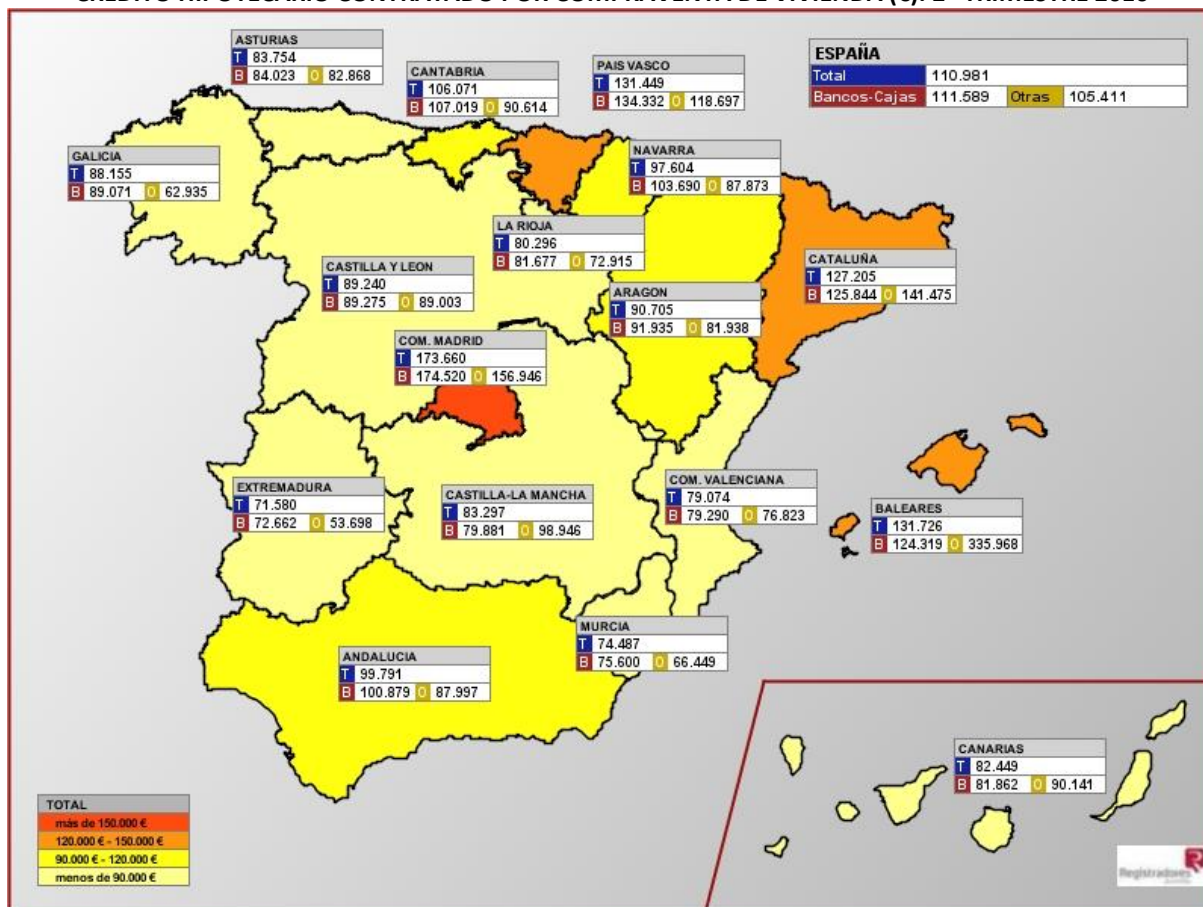 ASTURIAS
T 83.754
B 84.023 O 82.868
CANTABRIA
T 106.071
B 107.019 O 90.614
PAIS VASCO
T 131.449
B 134.332 O 118.697
ESPAÑA
Total 110.981
Bancos-Cajas 111.589 Otras 105.411
GALICIA
T 88.155
B 89.071 O 62.935
NAVARRA
T 97.604
B 103.690 O 87.873
LA RIOJA
T 80.296
B 81.677 O 72.915
CASTILLA Y LEON
T 89.240
B 89.275 O 89.003
CATALUÑA
T 127.205
B 125.844 O 141.475
ARAGON
T 90.705
B 91.935 O 81.938
COM. MADRID
T 173.660
B 174.520 O 156.946
EXTREMADURA
T 71.580
B 72.662 O 53.698
CASTILLA-LA MANCHA
T 83.297
B 79.881 O 98.946
COM. VALENCIANA
T 79.074
B 79.290 O 76.823
BALEARES
T 131.726
B 124.319 O 335.968
MURCIA
T 74.487
B 75.600 O 66.449
ANDALUCIA
T 99.791
B 100.879 O 87.997
CANARIAS
T 82.449
B 81.862 O 90.141
TOTAL
más de 150.000 €
120.000 € - 150.000 €
90.000 € - 120.000 €
menos de 90.000 €
Registradores